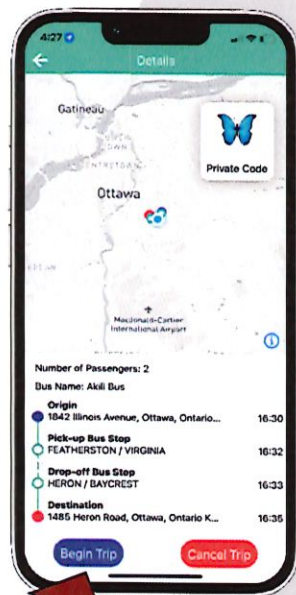 4:27
Details
Gatineau
Private Code
Ottawa
Macdonald-Cartier
International Airport
Number of Passengers: 2
Bus Name: Akili Bus
Origin
1842 Illinois Avenue, Ottawa, Ontario... 16:30
Pick-up Bus Stop
FEATHERSTON / VIRGINIA 16:32
Drop-off Bus Stop
HERON / BAYCREST 16:33
Destination
1485 Heron Road, Ottawa, Ontario K... 16:35
Begin Trip Cancel Trip